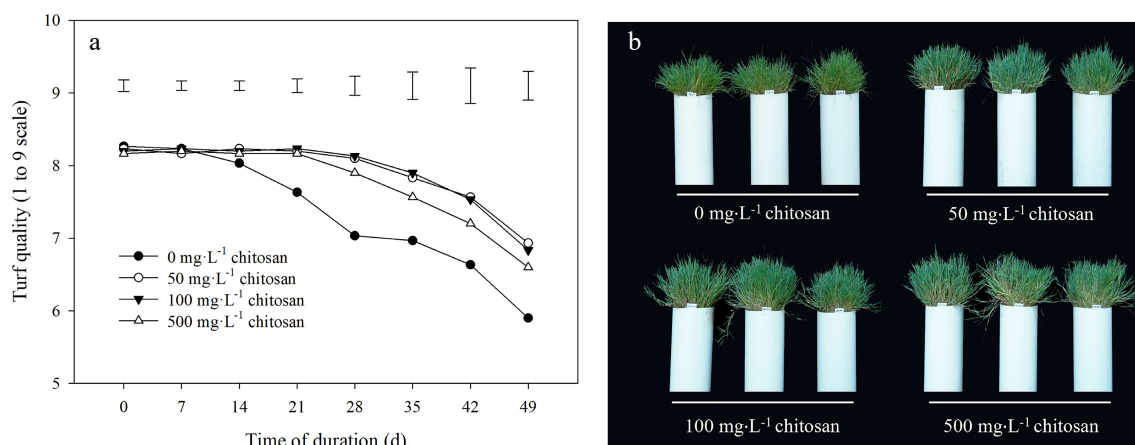 a
Turf quality (1 to 9 scale)
10
9
8
7
6
5
0 mg·L⁻¹ chitosan
50 mg·L⁻¹ chitosan
100 mg·L⁻¹ chitosan
500 mg·L⁻¹ chitosan
0 7 14 21 28 35 42 49
Time of duration (d)
b
0 mg·L⁻¹ chitosan
50 mg·L⁻¹ chitosan
100 mg·L⁻¹ chitosan
500 mg·L⁻¹ chitosan